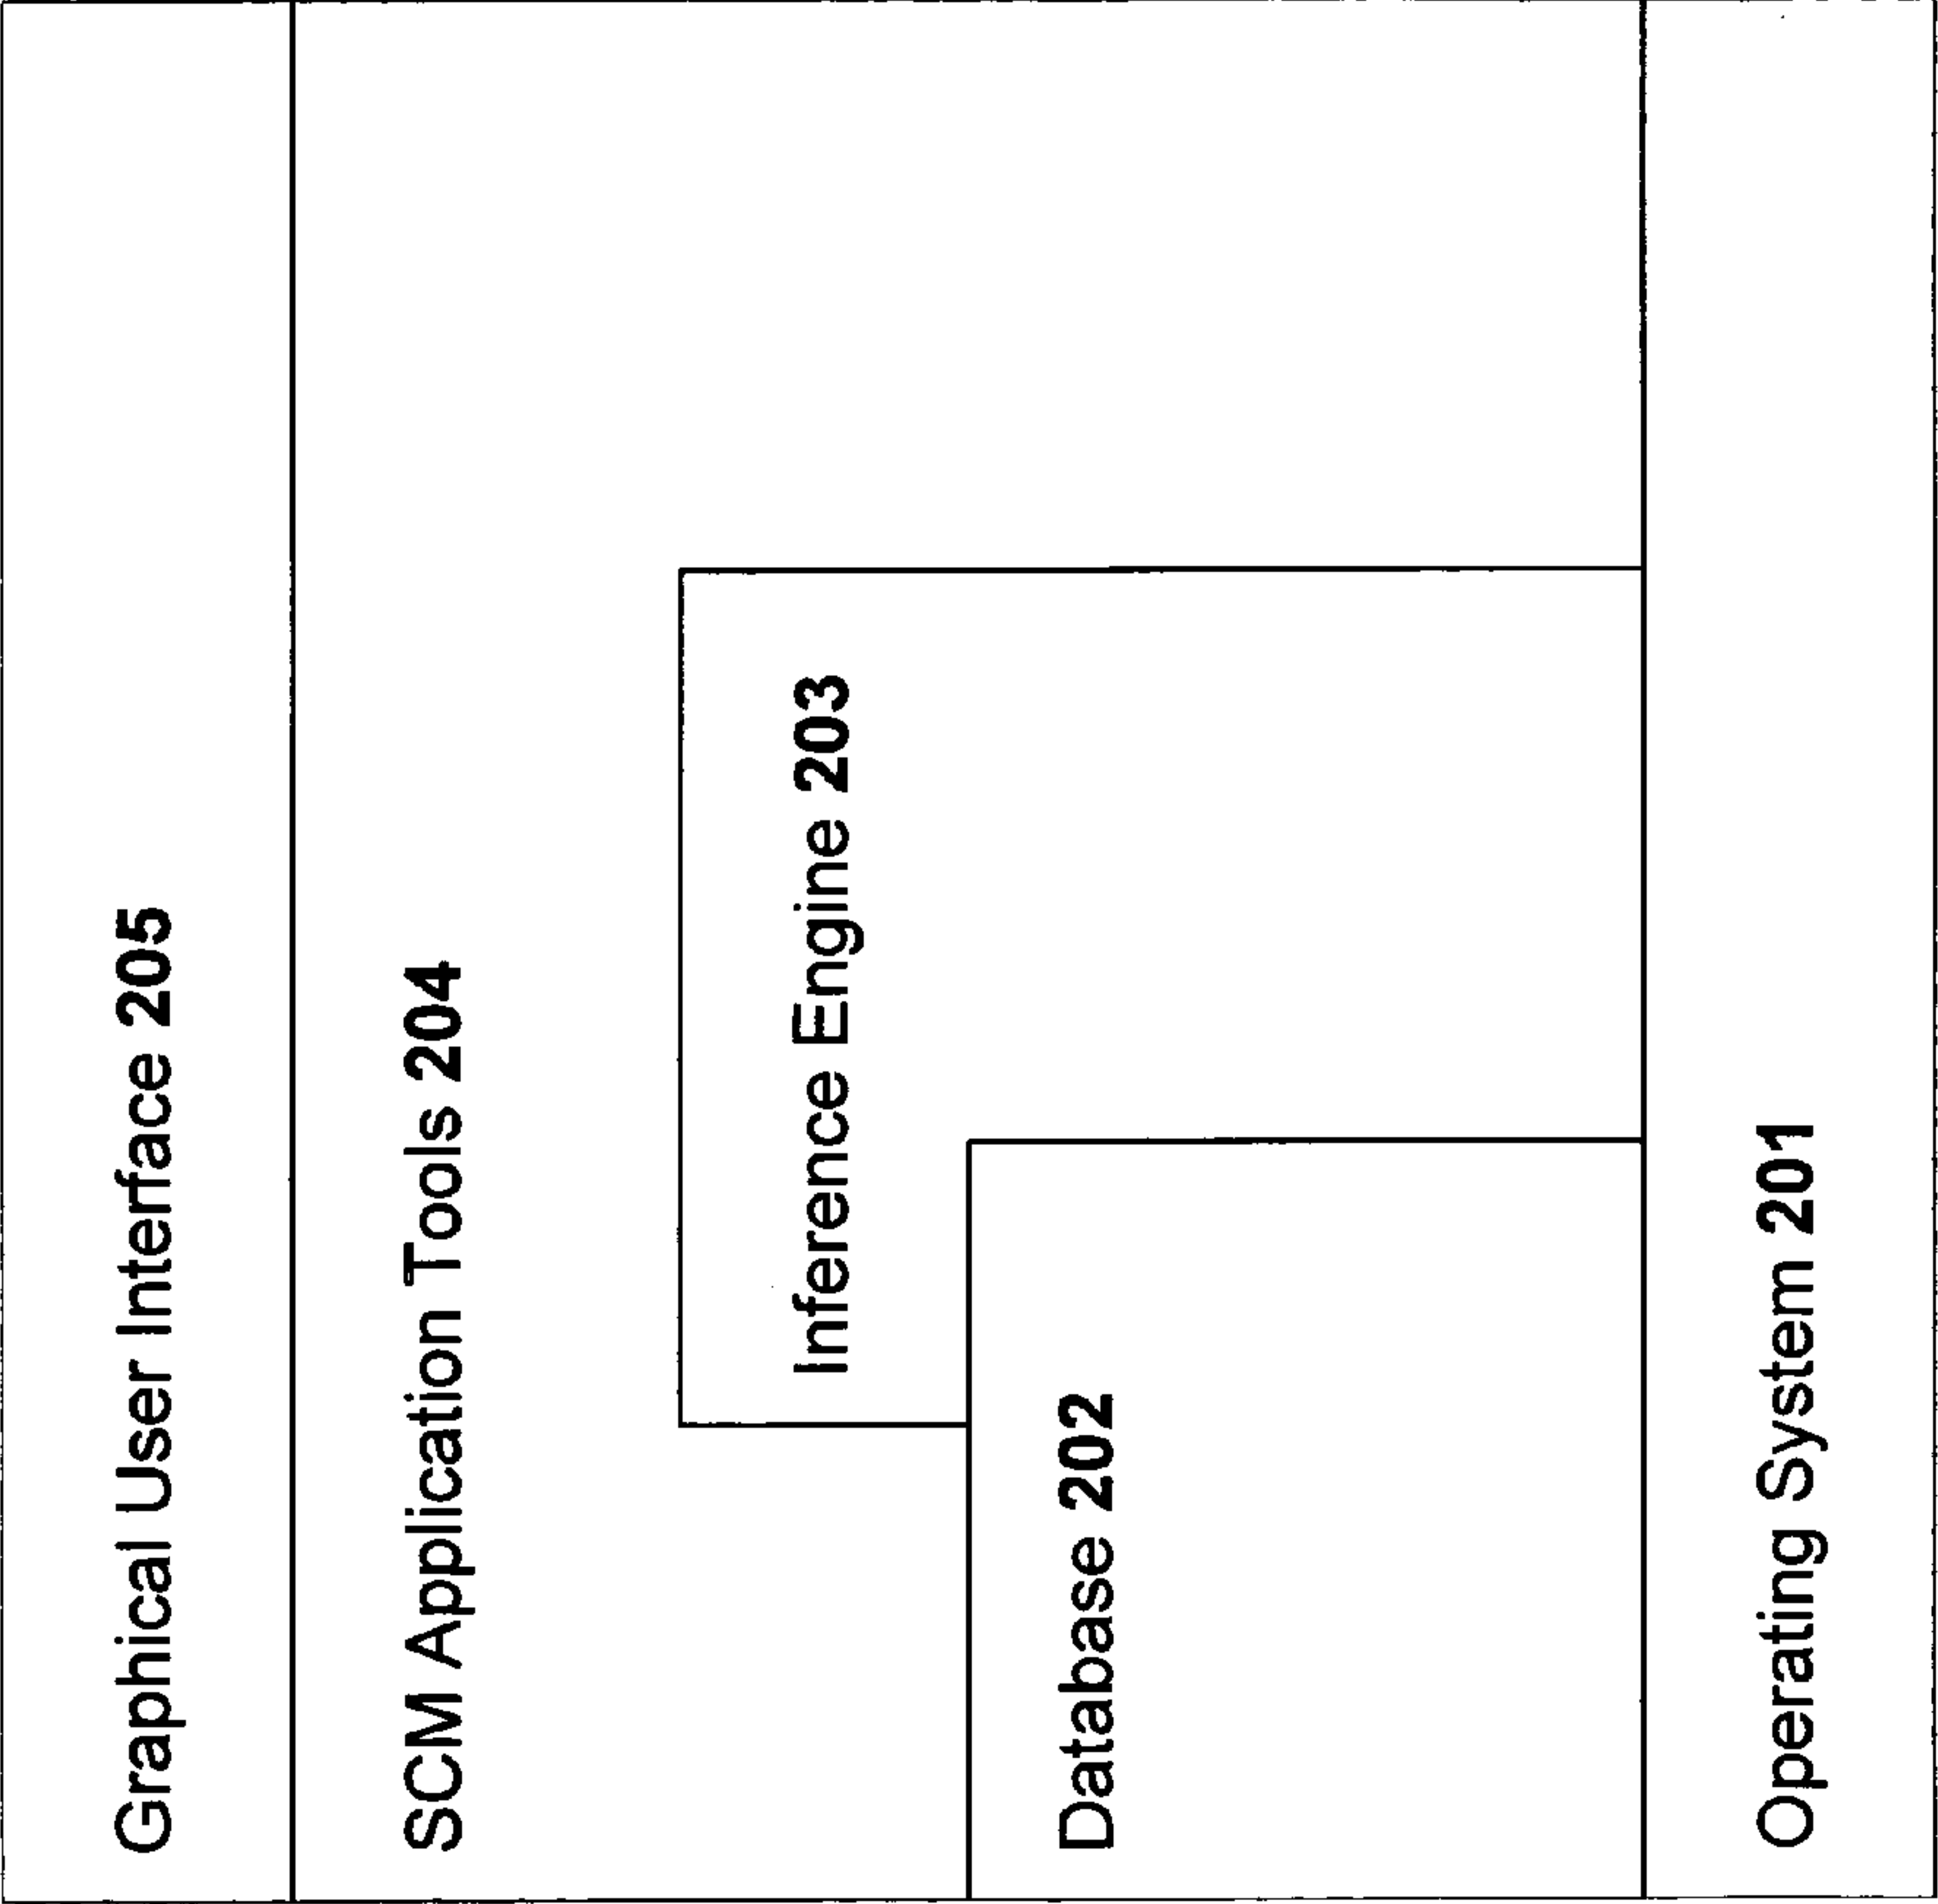 Graphical User Interface 205
SCM Application Tools 204
Inference Engine 203
Database 202
Operating System 201